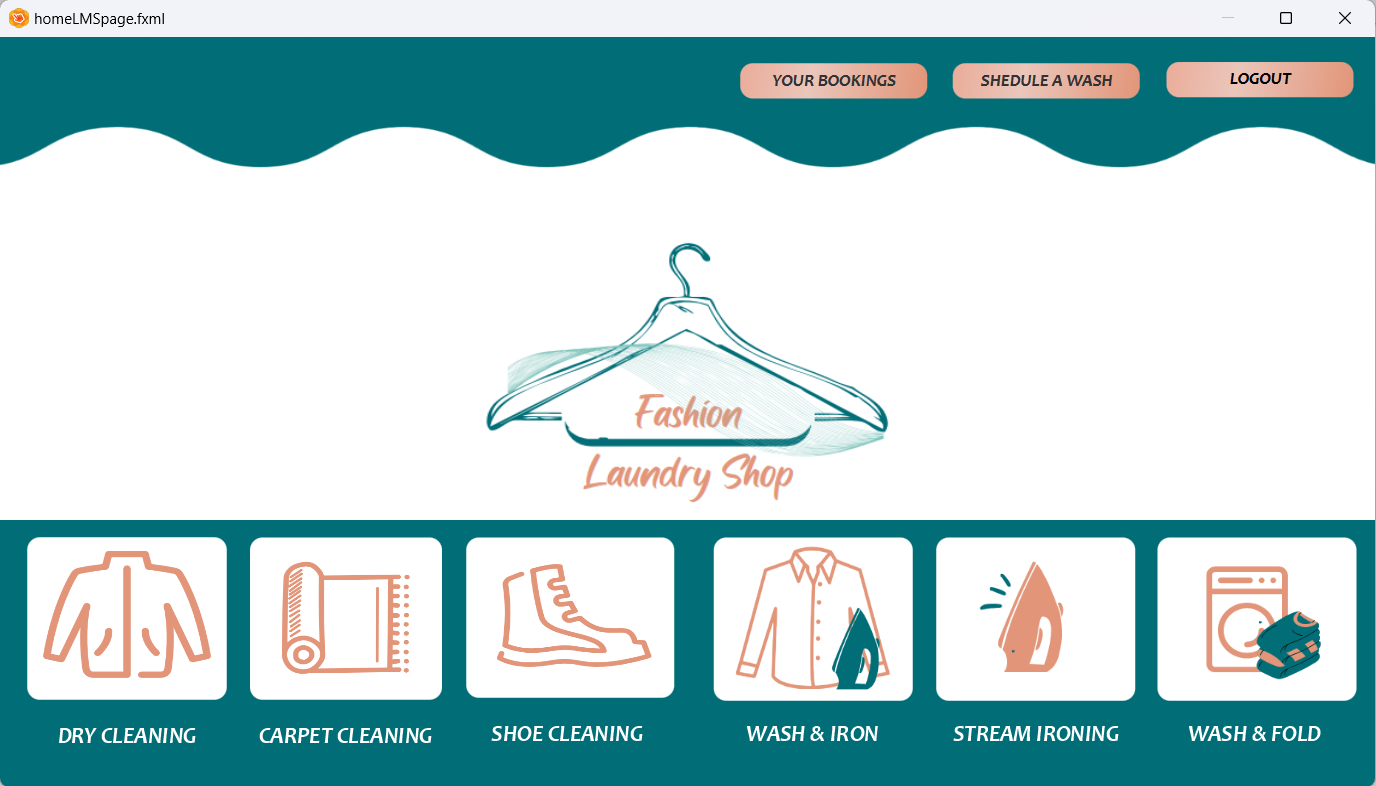 homeLMSpage.fxml
YOUR BOOKINGS
SHEDULE A WASH
LOGOUT
Fashion
Laundry Shop
DRY CLEANING
CARPET CLEANING
SHOE CLEANING
WASH & IRON
STREAM IRONING
WASH & FOLD